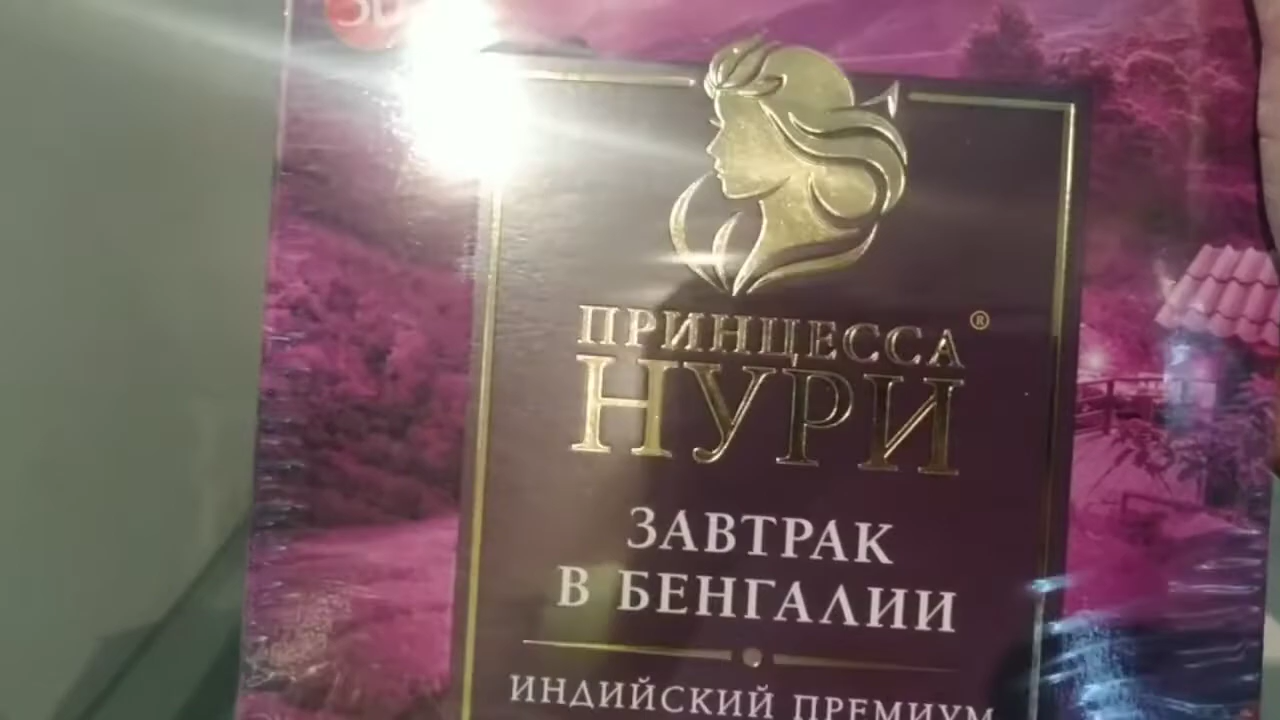 ПРИНЦЕССА ®
НУРИ
ЗАВТРАК
В БЕНГАЛИИ
ИНДИЙСКИЙ ПРЕМИУМ